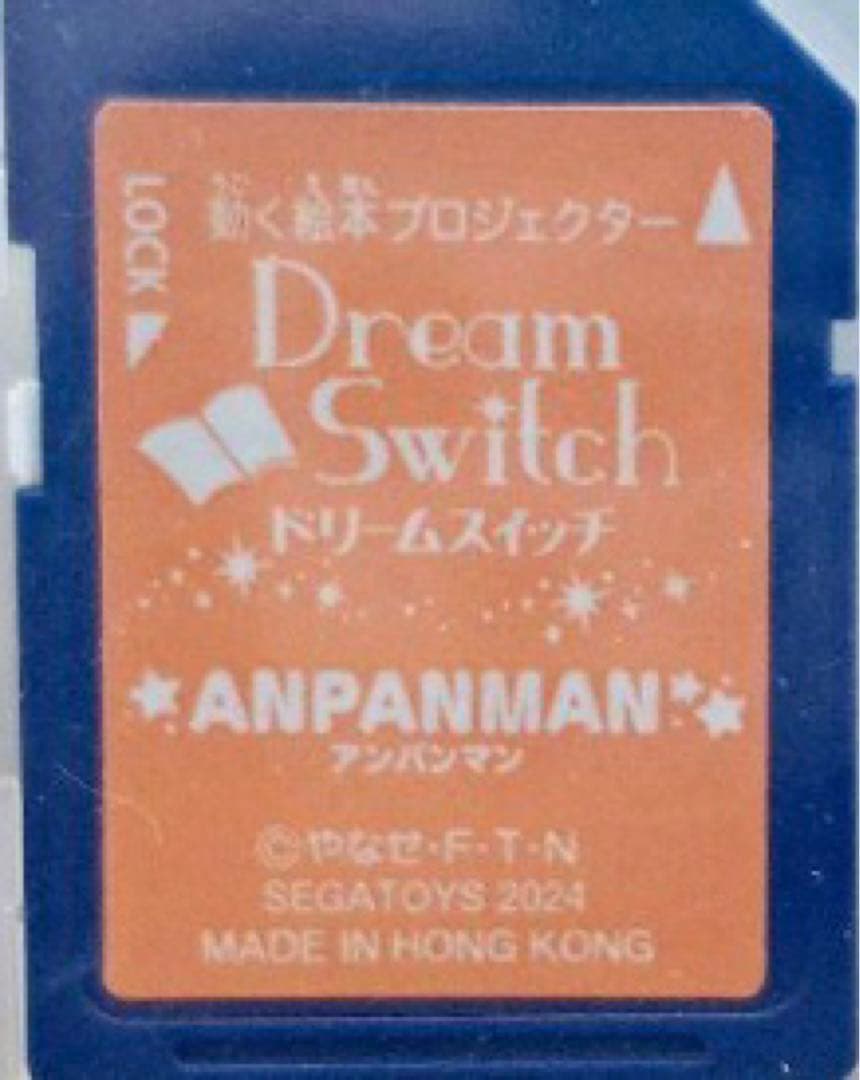 LOCK
動く絵本プロジェクター
Dream
Switch
ドリームスイッチ
ANPANMAN
アンパンマン
©やなせ・F・T・N
SEGATOYS 2024
MADE IN HONG KONG